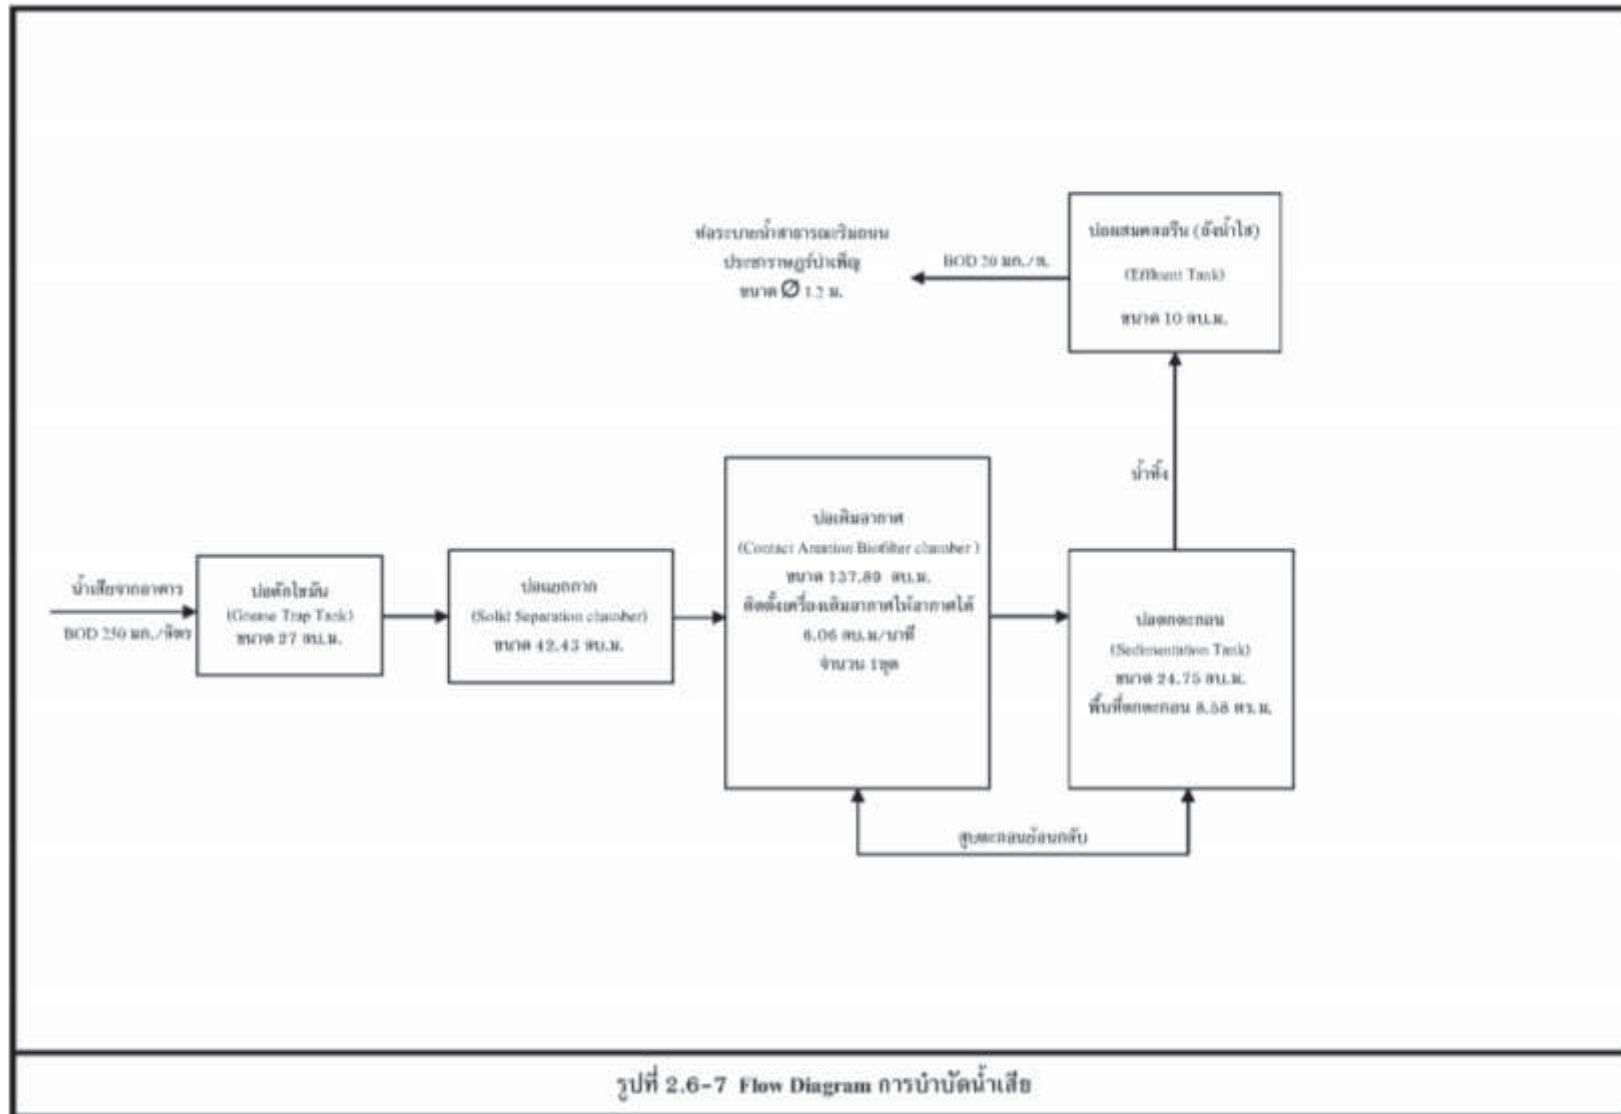 น้ำเสียจากอาคาร
BOD 250 มก./ลิตร
บ่อดักไขมัน
(Grease Trap Tank)
ขนาด 27 ลบ.ม.
บ่อแยกกาก
(Solid Separation chamber)
ขนาด 42.43 ลบ.ม.
บ่อเติมอากาศ
(Contact Aeration Biofilter chamber )
ขนาด 137.89 ลบ.ม.
ติดตั้งเครื่องเติมอากาศให้อากาศได้
6.06 ลบ.ม/นาที
จำนวน 1ชุด
บ่อตกตะกอน
(Sedimentation Tank)
ขนาด 24.75 ลบ.ม.
พื้นที่ตกตะกอน 8.58 ตร.ม.
สูบตะกอนย้อนกลับ
น้ำทิ้ง
บ่อผสมคลอรีน (ถังน้ำใส)
(Effluent Tank)
ขนาด 10 ลบ.ม.
BOD 20 มก./ล.
ท่อระบายน้ำสาธารณะริมถนน
ประชาราษฎร์บำเพ็ญ
ขนาด Ø 1.2 ม.
รูปที่ 2.6-7 Flow Diagram การบำบัดน้ำเสีย